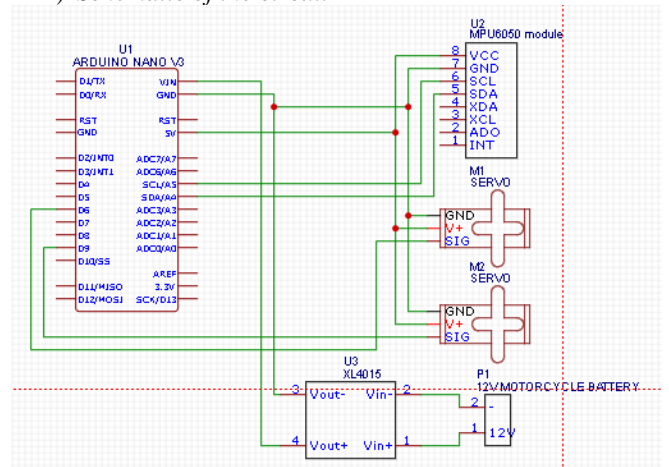 U1
ARDUINO NANO V3
D1/TX VIN
D0/RX GND
RST RST
GND 5V
D2/INT0 ADC7/A7
D3/INT1 ADC6/A6
D4 SCL/A5
D5 SDA/A4
D6 ADC3/A3
D7 ADC2/A2
D8 ADC1/A1
D9 ADC0/A0
D10/SS
AREF
D11/MISO 3.3V
D12/MOSI SCK/D13
U2
MPU6050 module
8 VCC
7 GND
6 SCL
5 SDA
4 XDA
3 XCL
2 ADO
1 INT
M1
SERVO
GND
V+
SIG
M2
SERVO
GND
V+
SIG
U3
XL4015
3 Vout- Vin- 2
4 Vout+ Vin+ 1
P1
12V MOTORCYCLE BATTERY
2 -
1 12V